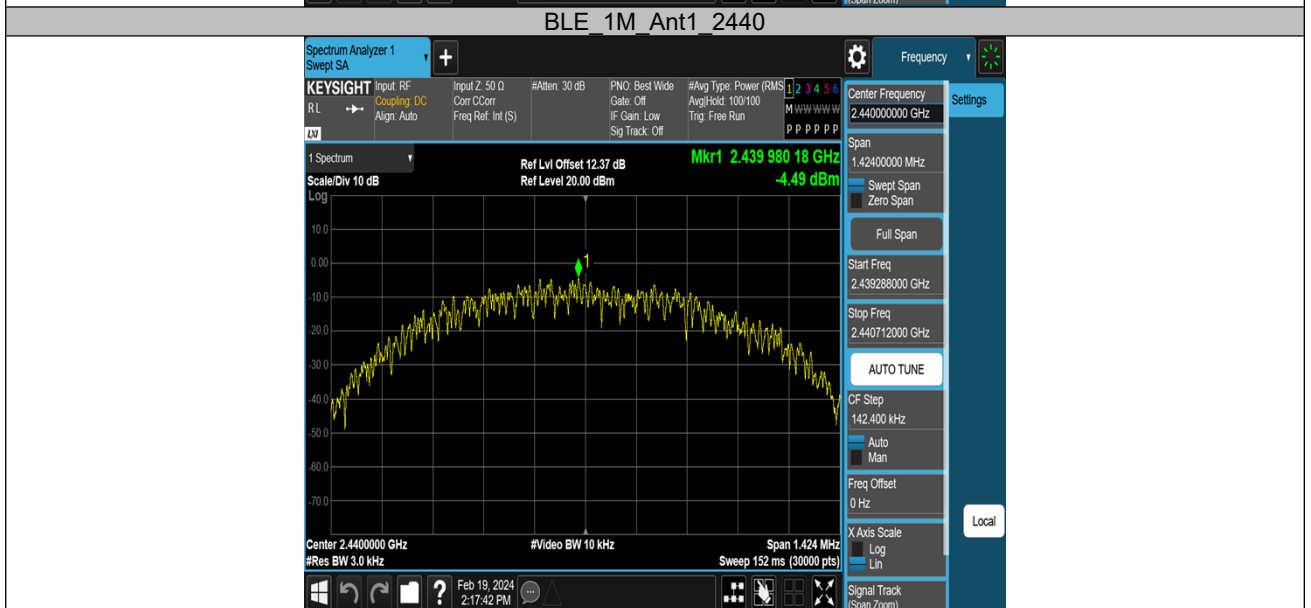 (Span Zoom)
BLE_1M_Ant1_2440
Spectrum Analyzer 1
Swept SA
+
Frequency
KEYSIGHT
RL
LXI
Input: RF
Coupling: DC
Align: Auto
Input Z: 50 Ω
Corr CCorr
Freq Ref: Int (S)
#Atten: 30 dB
PNO: Best Wide
Gate: Off
IF Gain: Low
Sig Track: Off
#Avg Type: Power (RMS
Avg|Hold: 100/100
Trig: Free Run
1 2 3 4 5 6
M W W W W W
P P P P P P
1 Spectrum
Scale/Div 10 dB
Ref Lvl Offset 12.37 dB
Ref Level 20.00 dBm
Mkr1 2.439 980 18 GHz
-4.49 dBm
Log
10.0
0.00
-10.0
-20.0
-30.0
-40.0
-50.0
-60.0
-70.0
1
Center 2.4400000 GHz
#Res BW 3.0 kHz
#Video BW 10 kHz
Span 1.424 MHz
Sweep 152 ms (30000 pts)
Center Frequency
2.440000000 GHz
Settings
Span
1.42400000 MHz
Swept Span
Zero Span
Full Span
Start Freq
2.439288000 GHz
Stop Freq
2.440712000 GHz
AUTO TUNE
CF Step
142.400 kHz
Auto
Man
Freq Offset
0 Hz
X Axis Scale
Log
Lin
Local
Signal Track
(Span Zoom)
?
Feb 19, 2024
2:17:42 PM